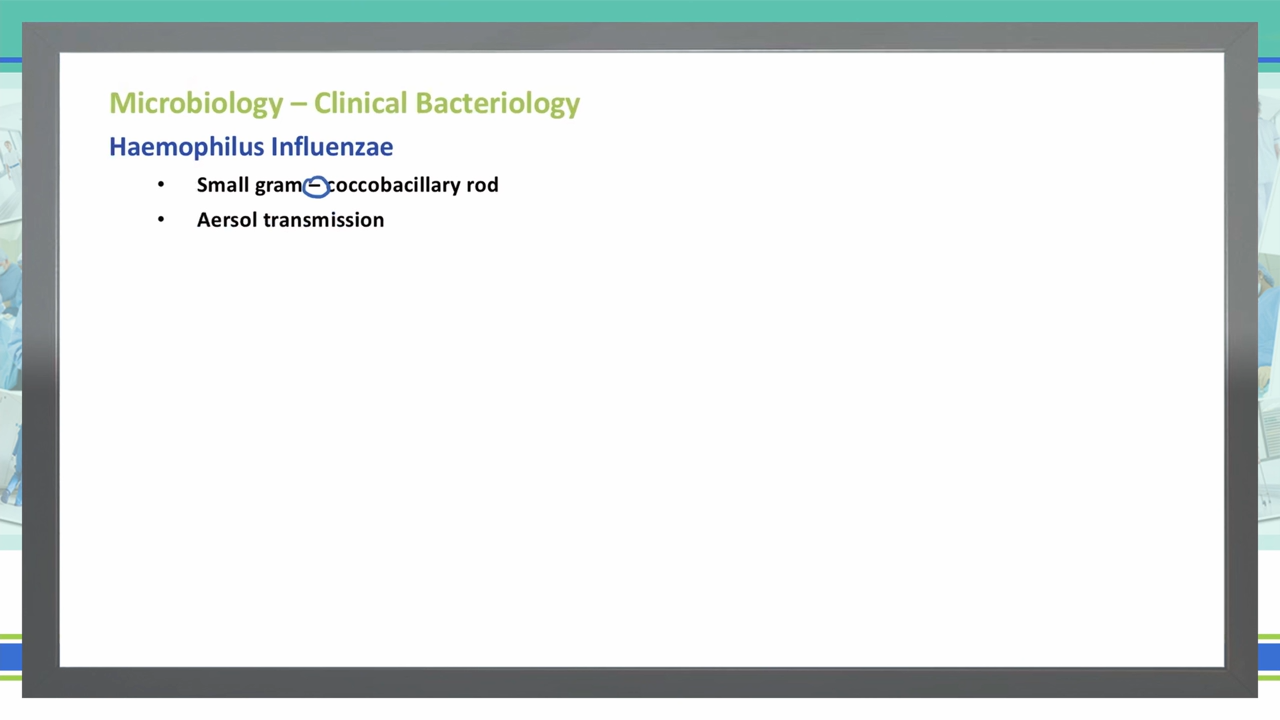 Microbiology – Clinical Bacteriology
Haemophilus Influenzae
• Small gram – coccobacillary rod
• Aersol transmission